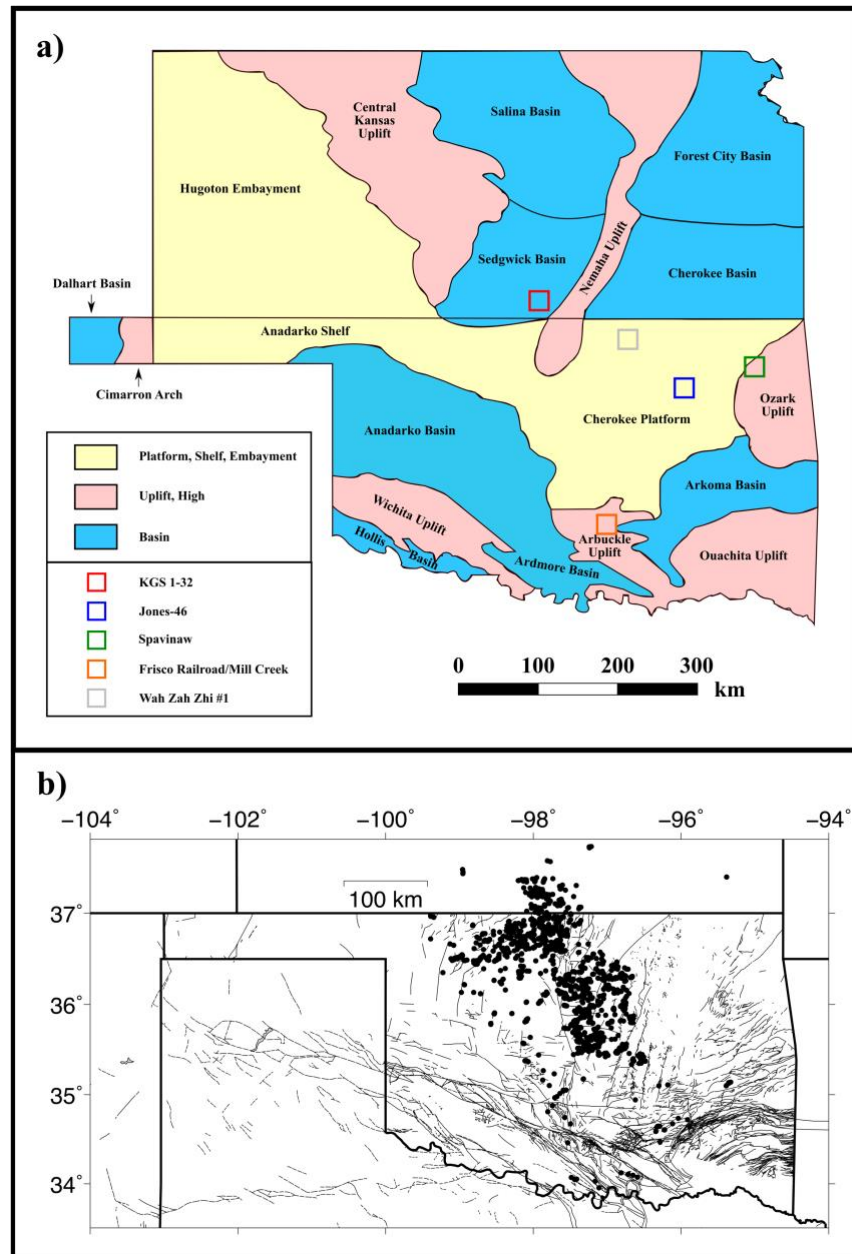 a)
Central
Kansas
Uplift
Salina Basin
Forest City Basin
Hugoton Embayment
Nemaha Uplift
Sedgwick Basin
Cherokee Basin
Dalhart Basin
Anadarko Shelf
Cimarron Arch
Ozark
Uplift
Cherokee Platform
Anadarko Basin
Arkoma Basin
Wichita Uplift
Hollis
Basin
Arbuckle
Uplift
Ardmore Basin
Ouachita Uplift
Platform, Shelf, Embayment
Uplift, High
Basin
KGS 1-32
Jones-46
Spavinaw
Frisco Railroad/Mill Creek
Wah Zah Zhi #1
0 100 200 300
km
b)
−104˚ −102˚ −100˚ −98˚ −96˚ −94˚
100 km
37˚
36˚
35˚
34˚